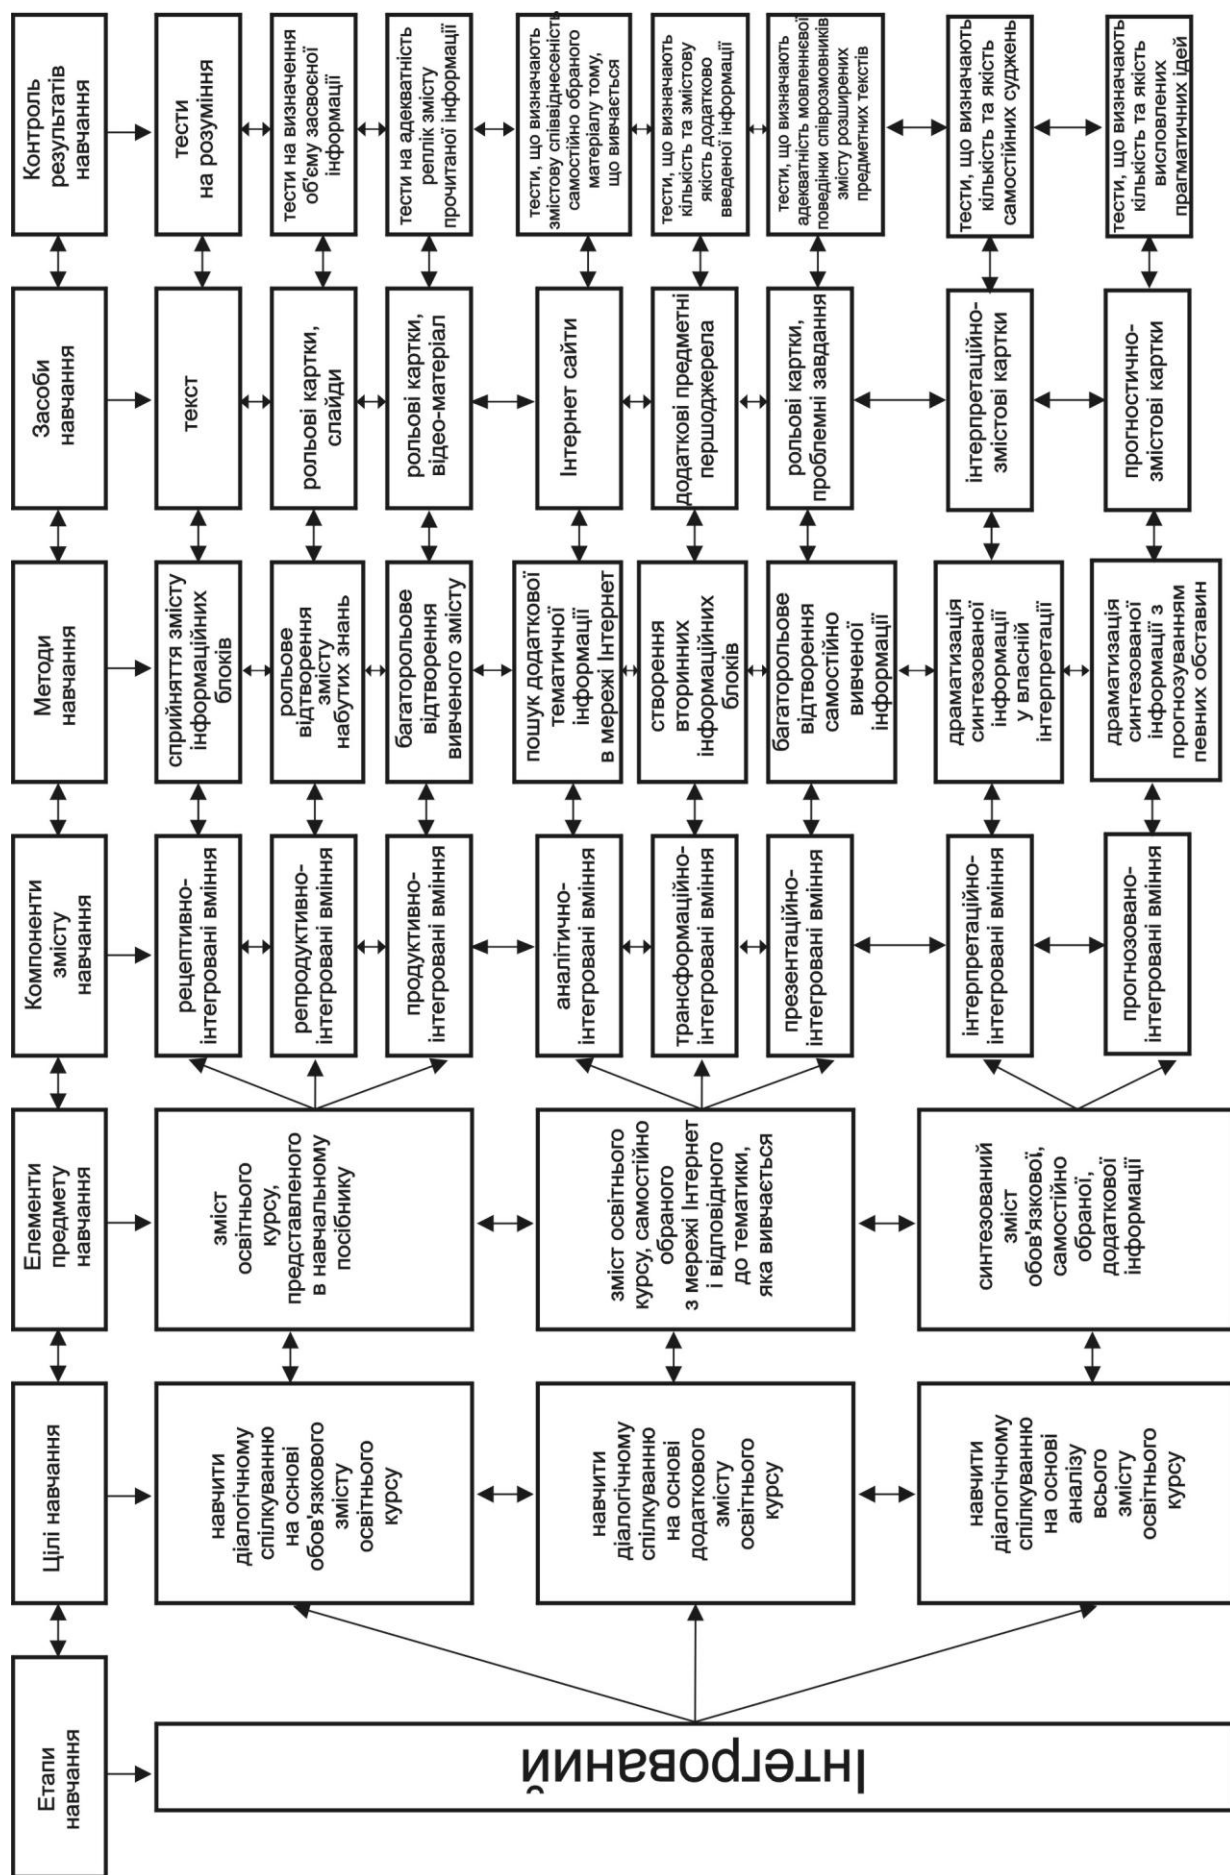 Етапи
навчання
Цілі навчання
Елементи
предмету
навчання
Компоненти
змісту
навчання
Методи
навчання
Засоби
навчання
Контроль
результатів
навчання
Інтегрований
навчити
діалогічному
спілкуванню
на основі
обов'язкового
змісту
освітнього
курсу
зміст
освітнього
курсу,
представленого
в навчальному
посібнику
рецептивно-
інтегровані вміння
сприйняття змісту
інформаційних
блоків
текст
тести
на розуміння
репродуктивно-
інтегровані вміння
рольове
відтворення
змісту
набутих знань
рольові картки,
слайди
тести на визначення
об'єму засвоєної
інформації
продуктивно-
інтегровані вміння
багаторольове
відтворення
вивченого змісту
рольові картки,
відео-матеріал
тести на адекватність
реплік змісту
прочитаної інформації
навчити
діалогічному
спілкуванню
на основі
додаткового
змісту
освітнього
курсу
зміст освітнього
курсу, самостійно
обраного
з мережі Інтернет
і відповідного
до тематики,
яка вивчається
аналітично-
інтегровані вміння
пошук додаткової
тематичної
інформації
в мережі Інтернет
Інтернет сайти
тести, що визначають
змістову співвіднесеність
самостійно обраного
матеріалу тому,
що вивчається
трансформаційно-
інтегровані вміння
створення
вторинних
інформаційних
блоків
додаткові предметні
першоджерела
тести, що визначають
кількість та змістову
якість додатково
введеної інформації
презентаційно-
інтегровані вміння
багаторольове
відтворення
самостійно
вивченої
інформації
рольові картки,
проблемні завдання
тести, що визначають
адекватність мовленнєвої
поведінки співрозмовників
змісту розширених
предметних текстів
навчити
діалогічному
спілкуванню
на основі
аналізу
всього
змісту
освітнього
курсу
синтезований
зміст
обов'язкової,
самостійно
обраної,
додаткової
інформації
інтерпретаційно-
інтегровані вміння
драматизація
синтезованої
інформації
у власній
інтерпретації
інтерпретаційно-
змістові картки
тести, що визначають
кількість та якість
самостійних суджень
прогнозовано-
інтегровані вміння
драматизація
синтезованої
інформації з
прогнозуванням
певних обставин
прогностично-
змістові картки
тести, що визначають
кількість та якість
висловлених
прагматичних ідей